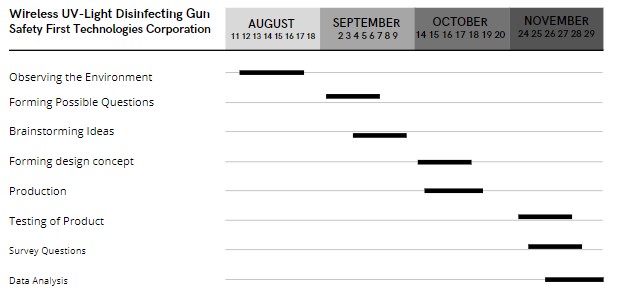 Wireless UV-Light Disinfecting Gun
Safety First Technologies Corporation
AUGUST
11 12 13 14 15 16 17 18
SEPTEMBER
2 3 4 5 6 7 8 9
OCTOBER
14 15 16 17 18 19 20
NOVEMBER
24 25 26 27 28 29
Observing the Environment
Forming Possible Questions
Brainstorming Ideas
Forming design concept
Production
Testing of Product
Survey Questions
Data Analysis